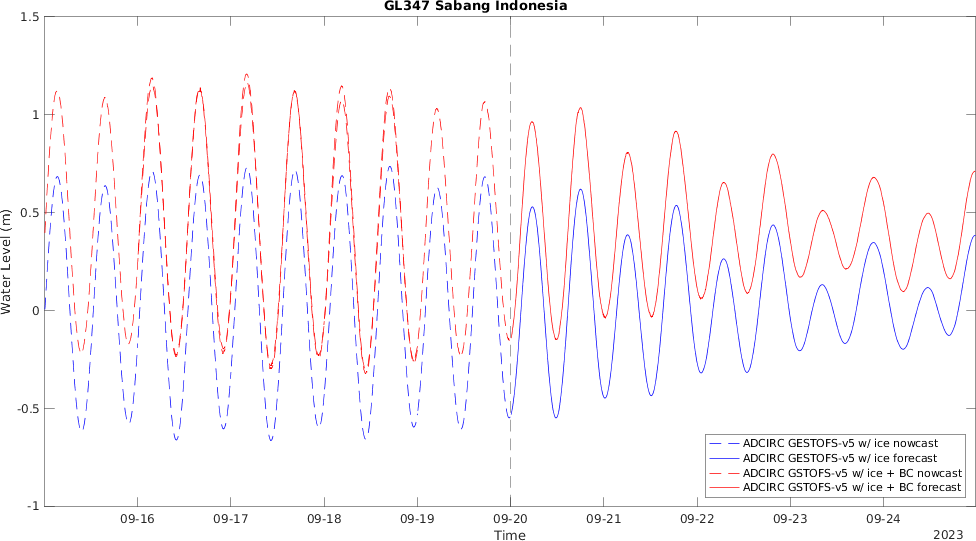 GL347 Sabang Indonesia
1.5
1
0.5
0
-0.5
-1
Water Level (m)
09-16 09-17 09-18 09-19 09-20 09-21 09-22 09-23 09-24
Time
2023
ADCIRC GESTOFS-v5 w/ ice nowcast
ADCIRC GESTOFS-v5 w/ ice forecast
ADCIRC GSTOFS-v5 w/ ice + BC nowcast
ADCIRC GSTOFS-v5 w/ ice + BC forecast